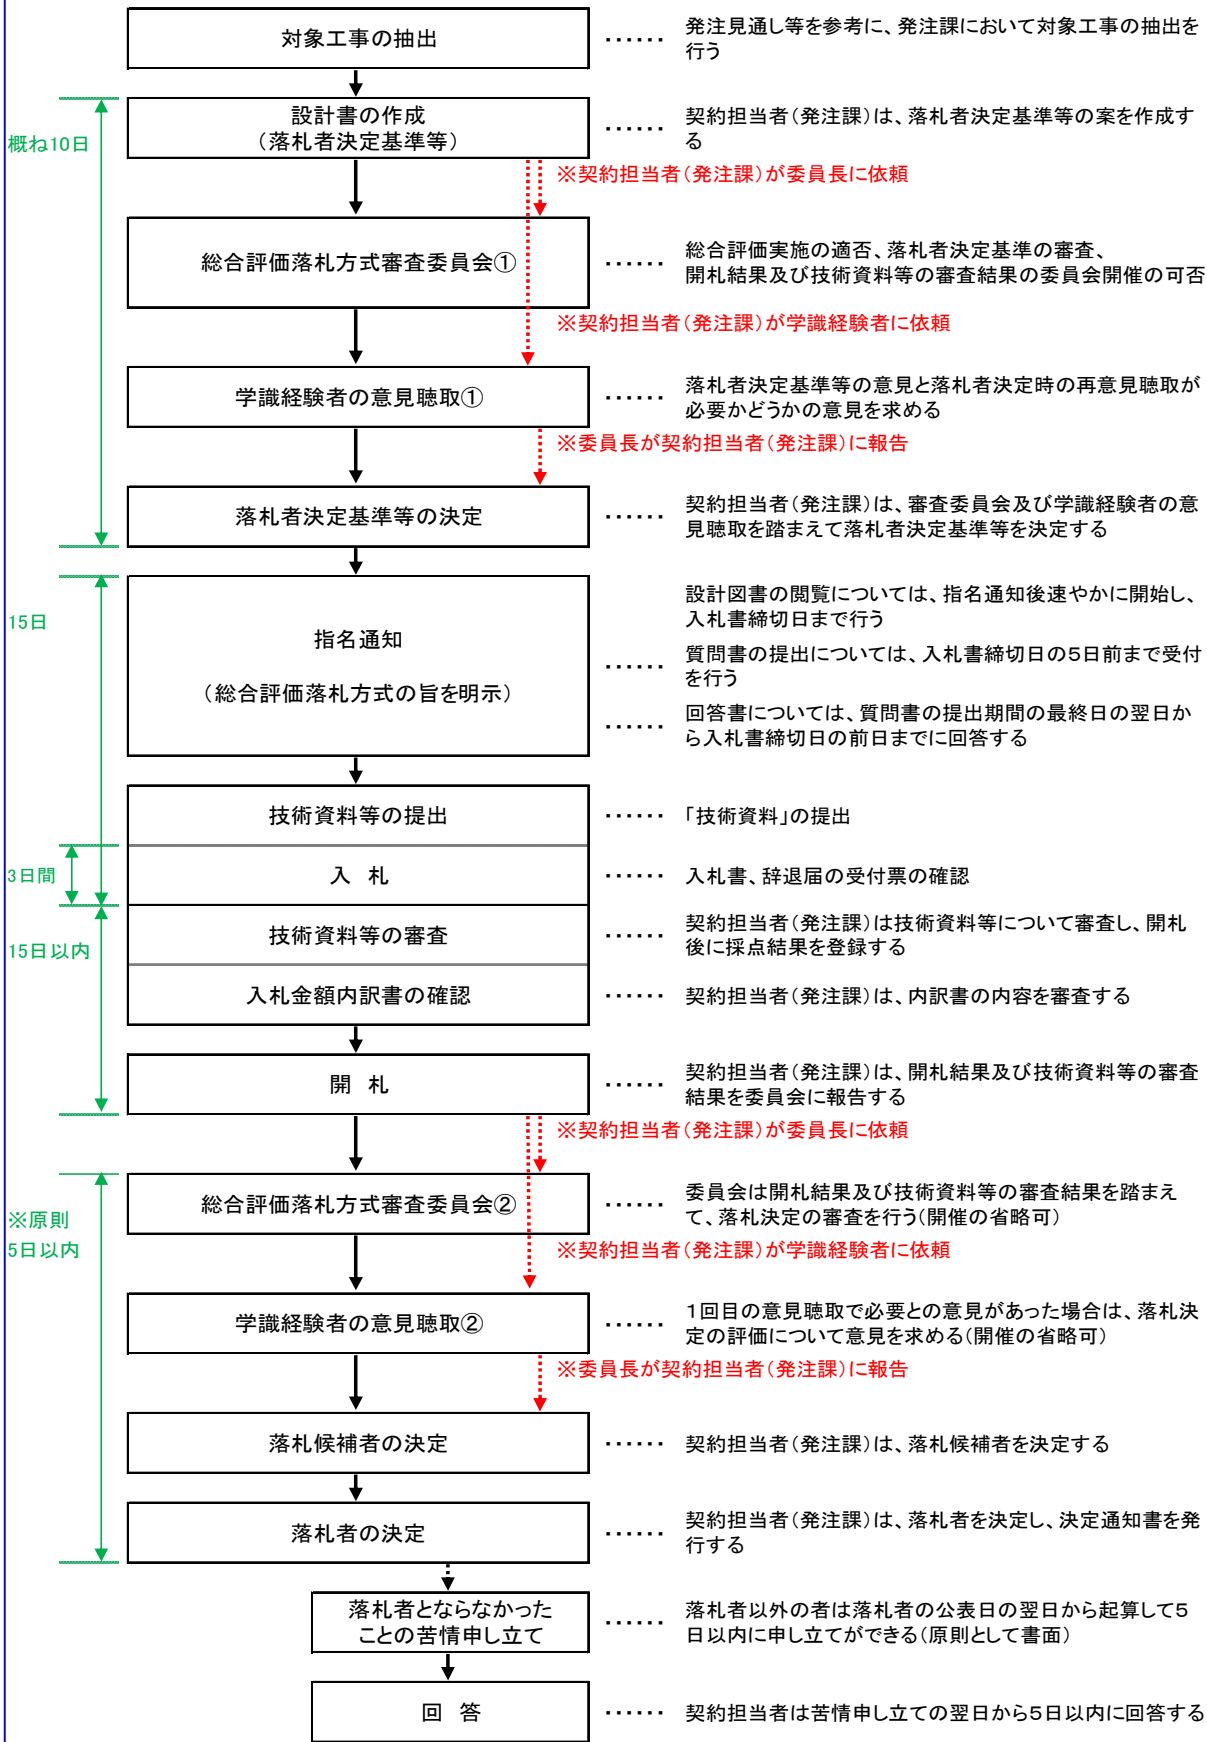 対象工事の抽出
‥‥‥ 発注見通し等を参考に、発注課において対象工事の抽出を
行う
概ね10日
設計書の作成
（落札者決定基準等）
‥‥‥ 契約担当者（発注課）は、落札者決定基準等の案を作成す
る
※契約担当者（発注課）が委員長に依頼
総合評価落札方式審査委員会①
‥‥‥ 総合評価実施の適否、落札者決定基準の審査、
開札結果及び技術資料等の審査結果の委員会開催の可否
※契約担当者（発注課）が学識経験者に依頼
学識経験者の意見聴取①
‥‥‥ 落札者決定基準等の意見と落札者決定時の再意見聴取が
必要かどうかの意見を求める
※委員長が契約担当者（発注課）に報告
落札者決定基準等の決定
‥‥‥ 契約担当者（発注課）は、審査委員会及び学識経験者の意
見聴取を踏まえて落札者決定基準等を決定する
15日
指名通知
（総合評価落札方式の旨を明示）
設計図書の閲覧については、指名通知後速やかに開始し、
入札書締切日まで行う
‥‥‥ 質問書の提出については、入札書締切日の５日前まで受付
を行う
‥‥‥ 回答書については、質問書の提出期間の最終日の翌日か
ら入札書締切日の前日までに回答する
技術資料等の提出
‥‥‥ 「技術資料」の提出
3日間
入　札
‥‥‥ 入札書、辞退届の受付票の確認
15日以内
技術資料等の審査
‥‥‥ 契約担当者（発注課）は技術資料等について審査し、開札
後に採点結果を登録する
入札金額内訳書の確認
‥‥‥ 契約担当者（発注課）は、内訳書の内容を審査する
開　札
‥‥‥ 契約担当者（発注課）は、開札結果及び技術資料等の審査
結果を委員会に報告する
※契約担当者（発注課）が委員長に依頼
※原則
5日以内
総合評価落札方式審査委員会②
‥‥‥ 委員会は開札結果及び技術資料等の審査結果を踏まえ
て、落札決定の審査を行う（開催の省略可）
※契約担当者（発注課）が学識経験者に依頼
学識経験者の意見聴取②
‥‥‥ １回目の意見聴取で必要との意見があった場合は、落札決
定の評価について意見を求める（開催の省略可）
※委員長が契約担当者（発注課）に報告
落札候補者の決定
‥‥‥ 契約担当者（発注課）は、落札候補者を決定する
落札者の決定
‥‥‥ 契約担当者（発注課）は、落札者を決定し、決定通知書を発
行する
落札者とならなかった
ことの苦情申し立て
‥‥‥ 落札者以外の者は落札者の公表日の翌日から起算して５
日以内に申し立てができる（原則として書面）
回　答
‥‥‥ 契約担当者は苦情申し立ての翌日から５日以内に回答する